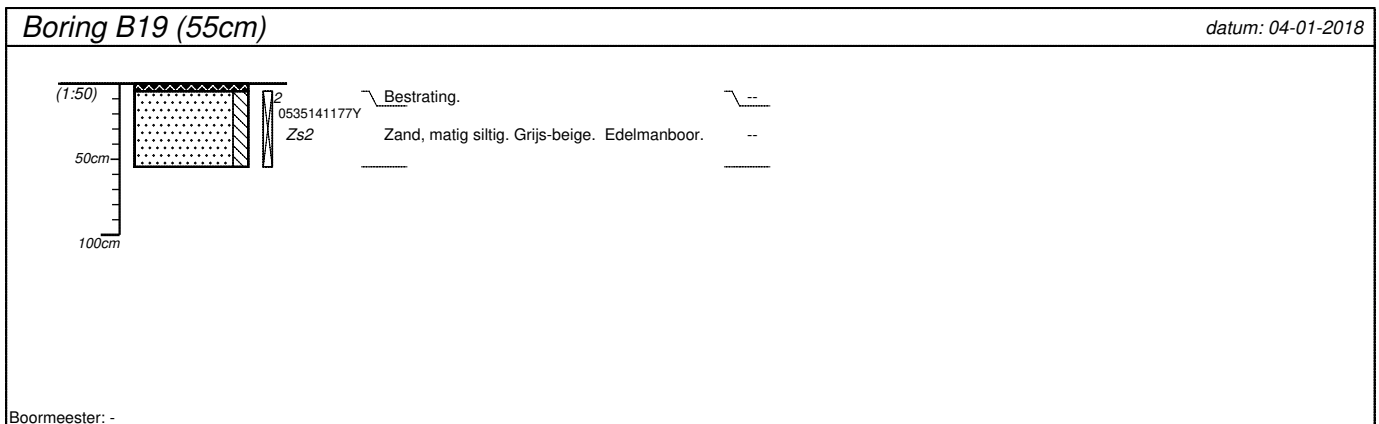 Boring B19 (55cm)
datum: 04-01-2018
(1:50)
2
Bestrating.
--
0535141177Y
Zs2
Zand, matig siltig. Grijs-beige. Edelmanboor.
--
50cm
100cm
Boormeester: -